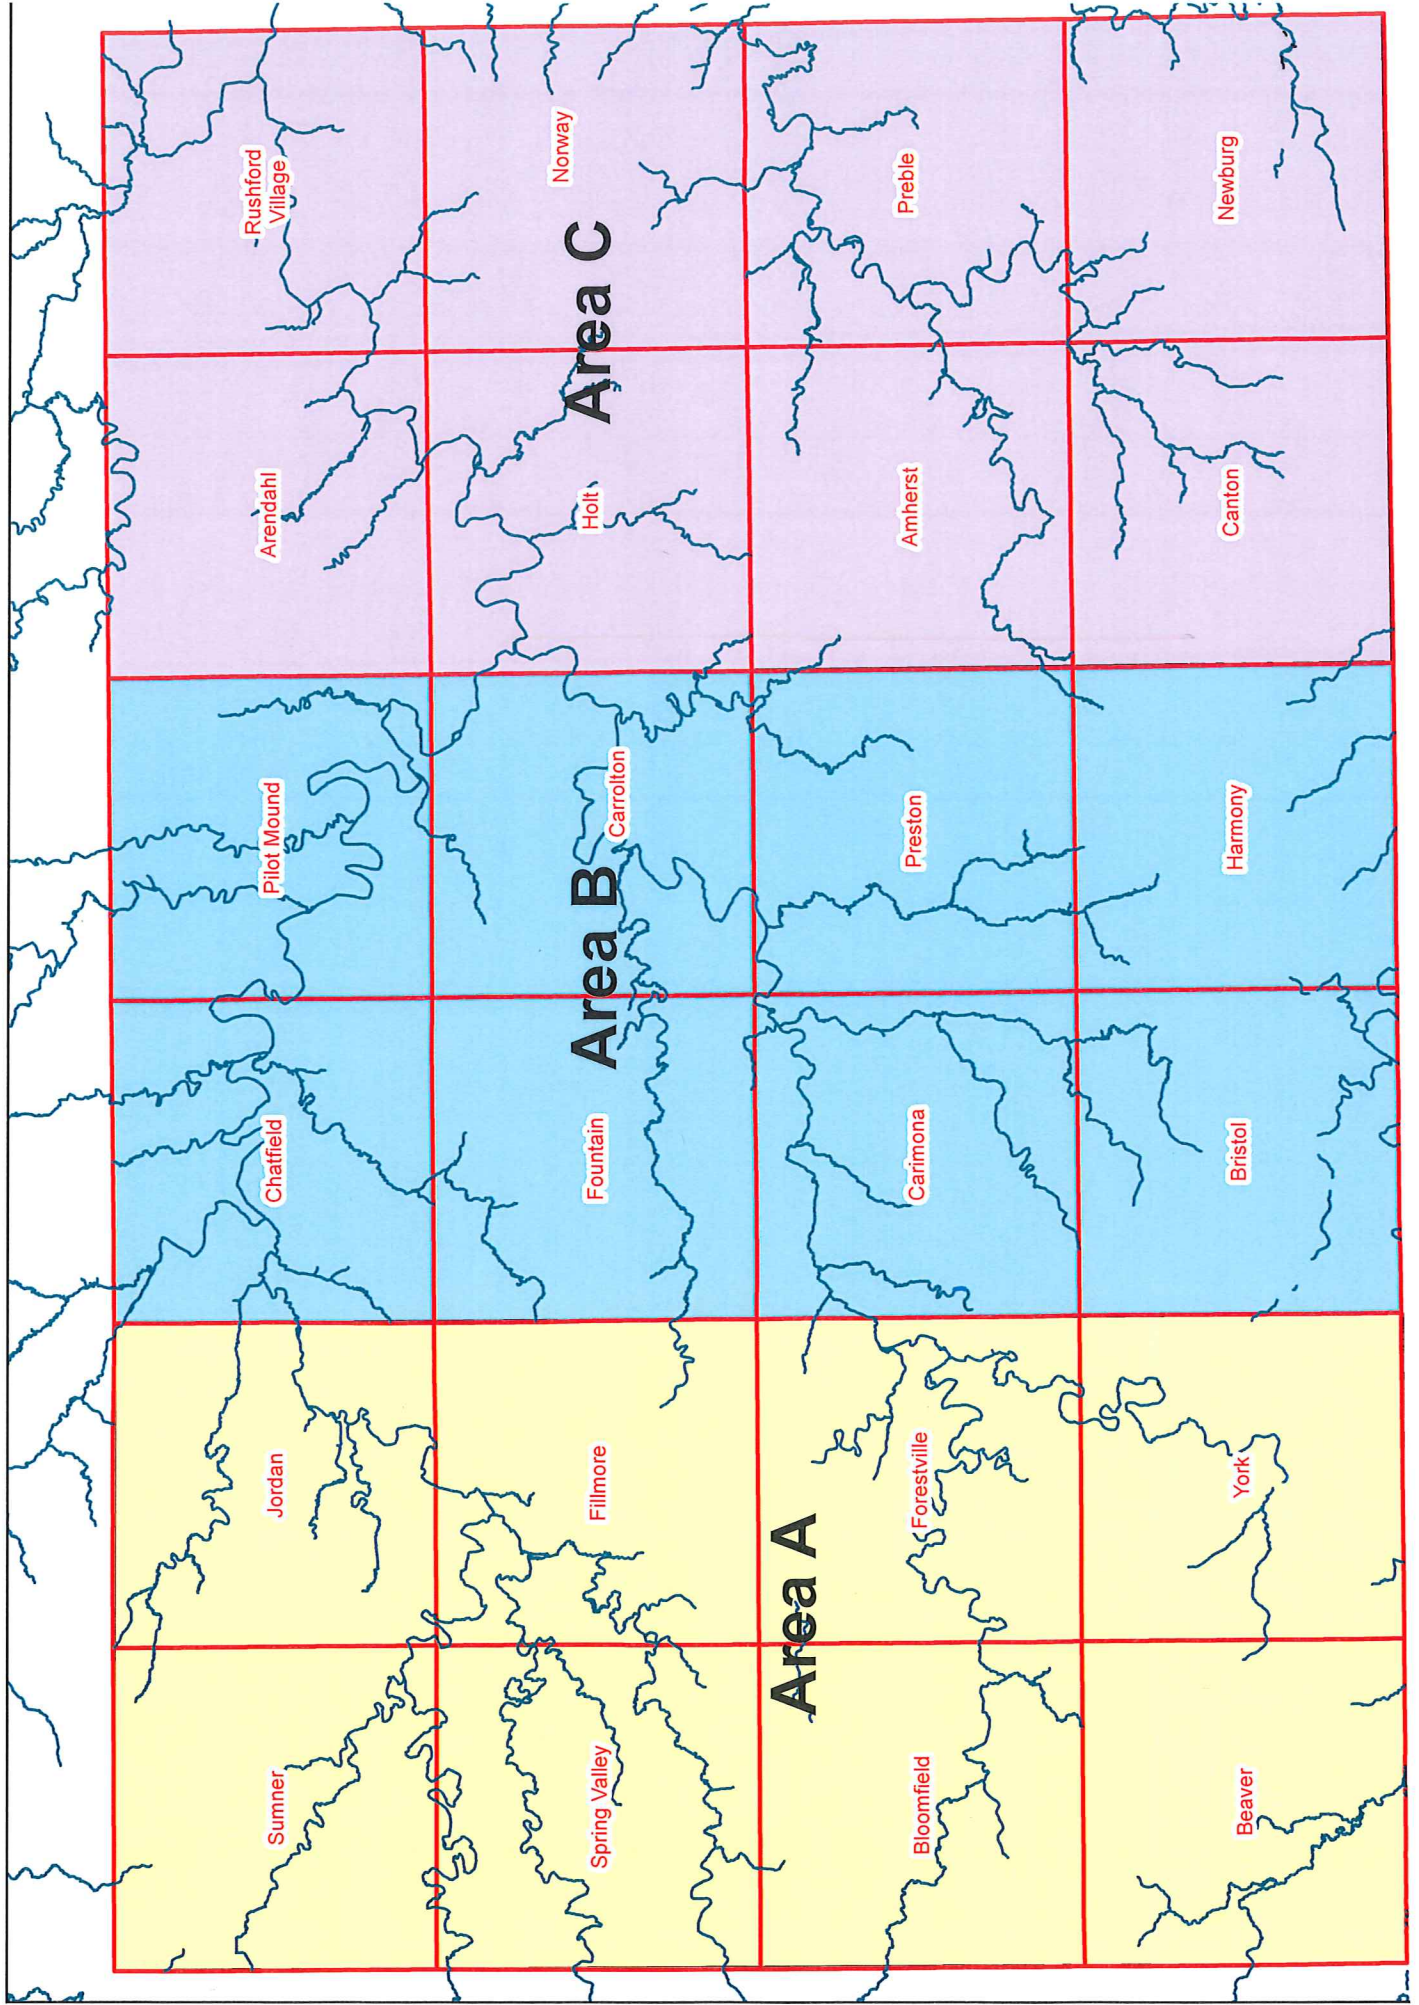 Sumner
Jordan
Chatfield
Pilot Mound
Arendahl
Rushford
Village
Spring Valley
Fillmore
Fountain
Area B
Carrolton
Holt
Area C
Norway
Area A
Bloomfield
Forestville
Carimona
Preston
Amherst
Preble
Beaver
York
Bristol
Harmony
Canton
Newburg